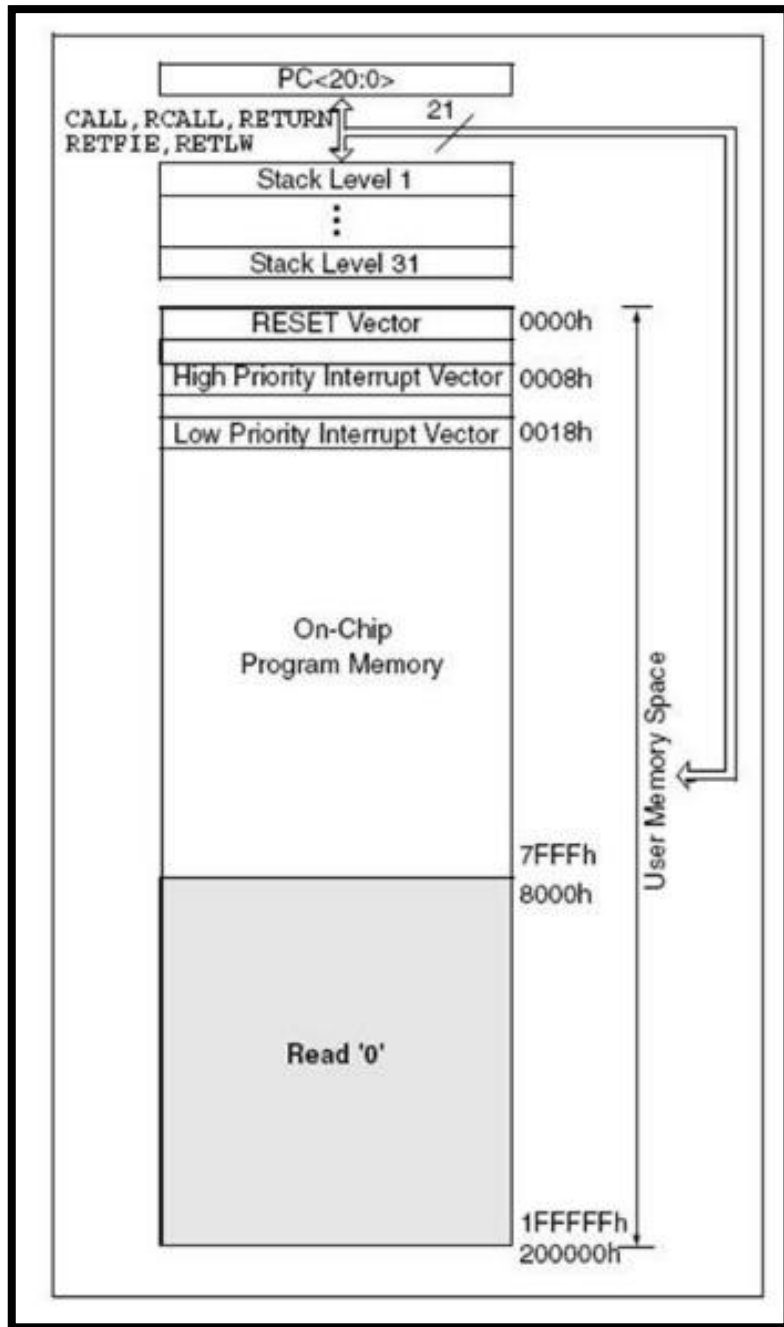 PC<20:0>
CALL,RCALL,RETURN
RETFIE,RETLW
21
Stack Level 1
Stack Level 31
RESET Vector
0000h
High Priority Interrupt Vector
0008h
Low Priority Interrupt Vector
0018h
On-Chip
Program Memory
7FFFh
8000h
User Memory Space
Read '0'
1FFFFFh
200000h